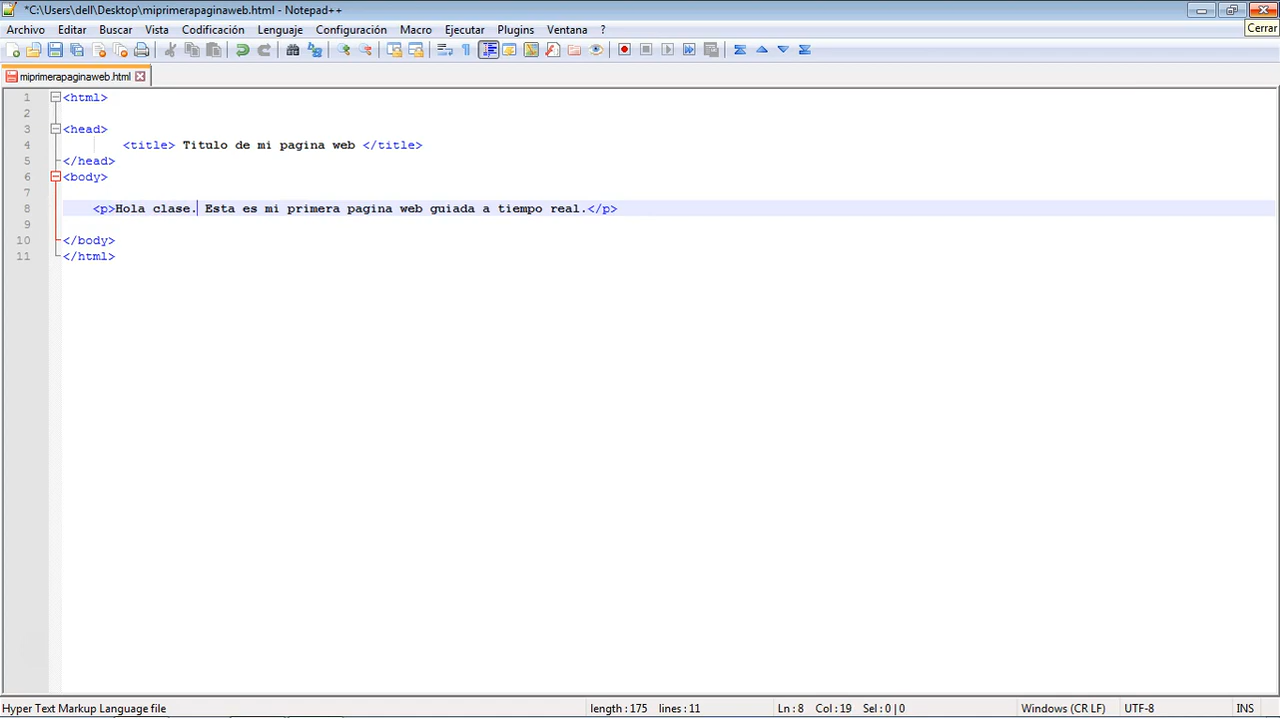 *C:\Users\dell\Desktop\miprimerapaginaweb.html - Notepad++
Cerrar
Archivo Editar Buscar Vista Codificación Lenguaje Configuración Macro Ejecutar Plugins Ventana ?
miprimerapaginaweb.html
1 <html>
2
3 <head>
4 <title> Titulo de mi pagina web </title>
5 </head>
6 <body>
7
8 <p>Hola clase. Esta es mi primera pagina web guiada a tiempo real.</p>
9
10 </body>
11 </html>
Hyper Text Markup Language file length : 175 lines : 11 Ln : 8 Col : 19 Sel : 0 | 0 Windows (CR LF) UTF-8 INS